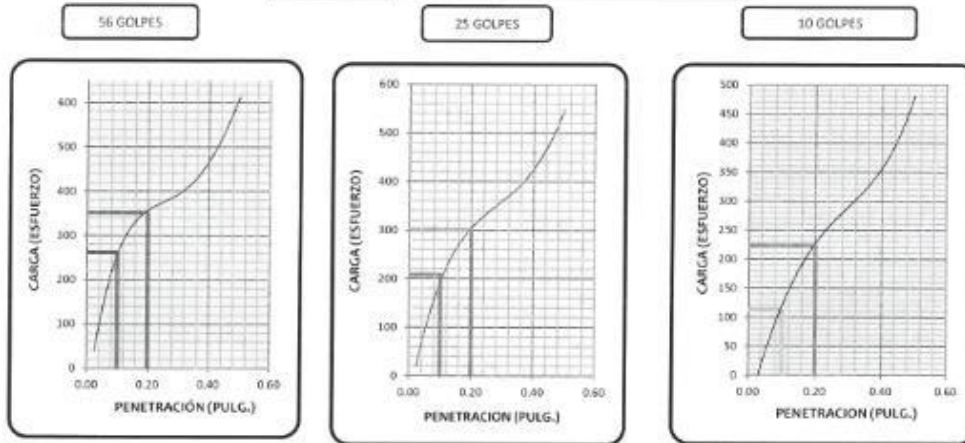 56 GOLPES
25 GOLPES
10 GOLPES
CARGA (ESFUERZO)
600
500
400
300
200
100
0
0.00 0.20 0.40 0.60
PENETRACIÓN (PULG.)
CARGA (ESFUERZO)
600
500
400
300
200
100
0
0.00 0.20 0.40 0.60
PENETRACION (PULG.)
CARGA (ESFUERZO)
500
450
400
350
300
250
200
150
100
50
0
0.00 0.20 0.40 0.60
PENETRACION (PULG.)